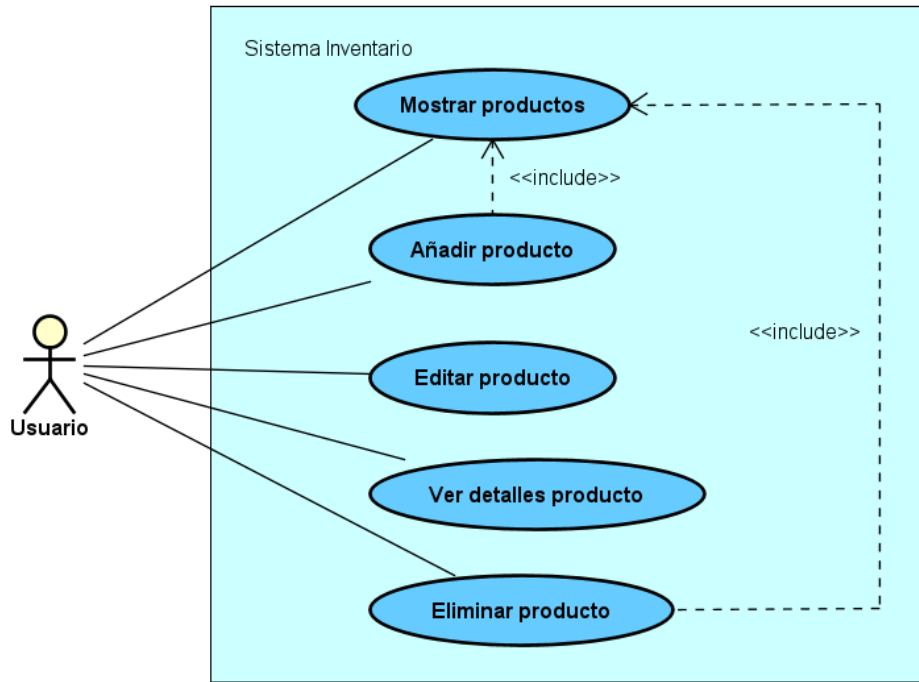 Sistema Inventario
Mostrar productos
<<include>>
Añadir producto
<<include>>
Editar producto
Usuario
Ver detalles producto
Eliminar producto